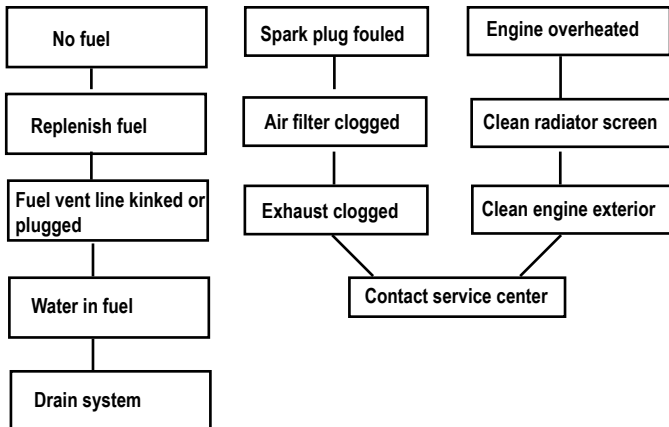 No fuel
Replenish fuel
Fuel vent line kinked or
plugged
Water in fuel
Drain system
Spark plug fouled
Air filter clogged
Exhaust clogged
Engine overheated
Clean radiator screen
Clean engine exterior
Contact service center